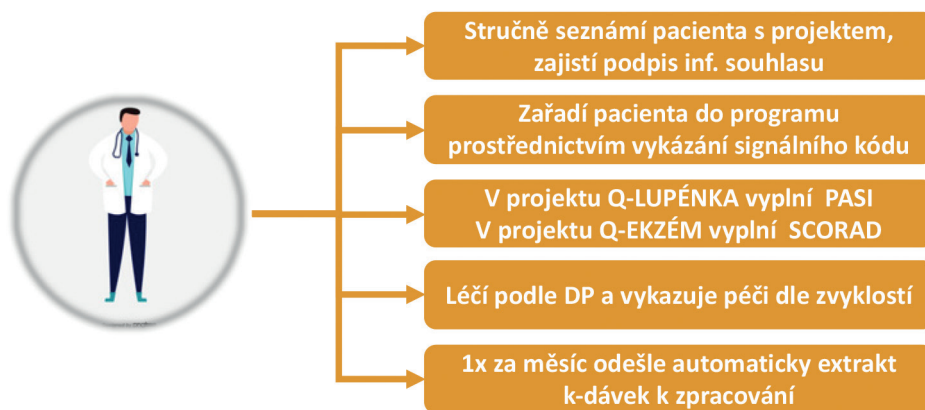 Stručně seznámí pacienta s projektem,
zajistí podpis inf. souhlasu
Zařadí pacienta do programu
prostřednictvím vykázání signálního kódu
V projektu Q-LUPÉNKA vyplní PASI
V projektu Q-EKZÉM vyplní SCORAD
Léčí podle DP a vykazuje péči dle zvyklostí
1x za měsíc odešle automaticky extrakt
k-dávek k zpracování